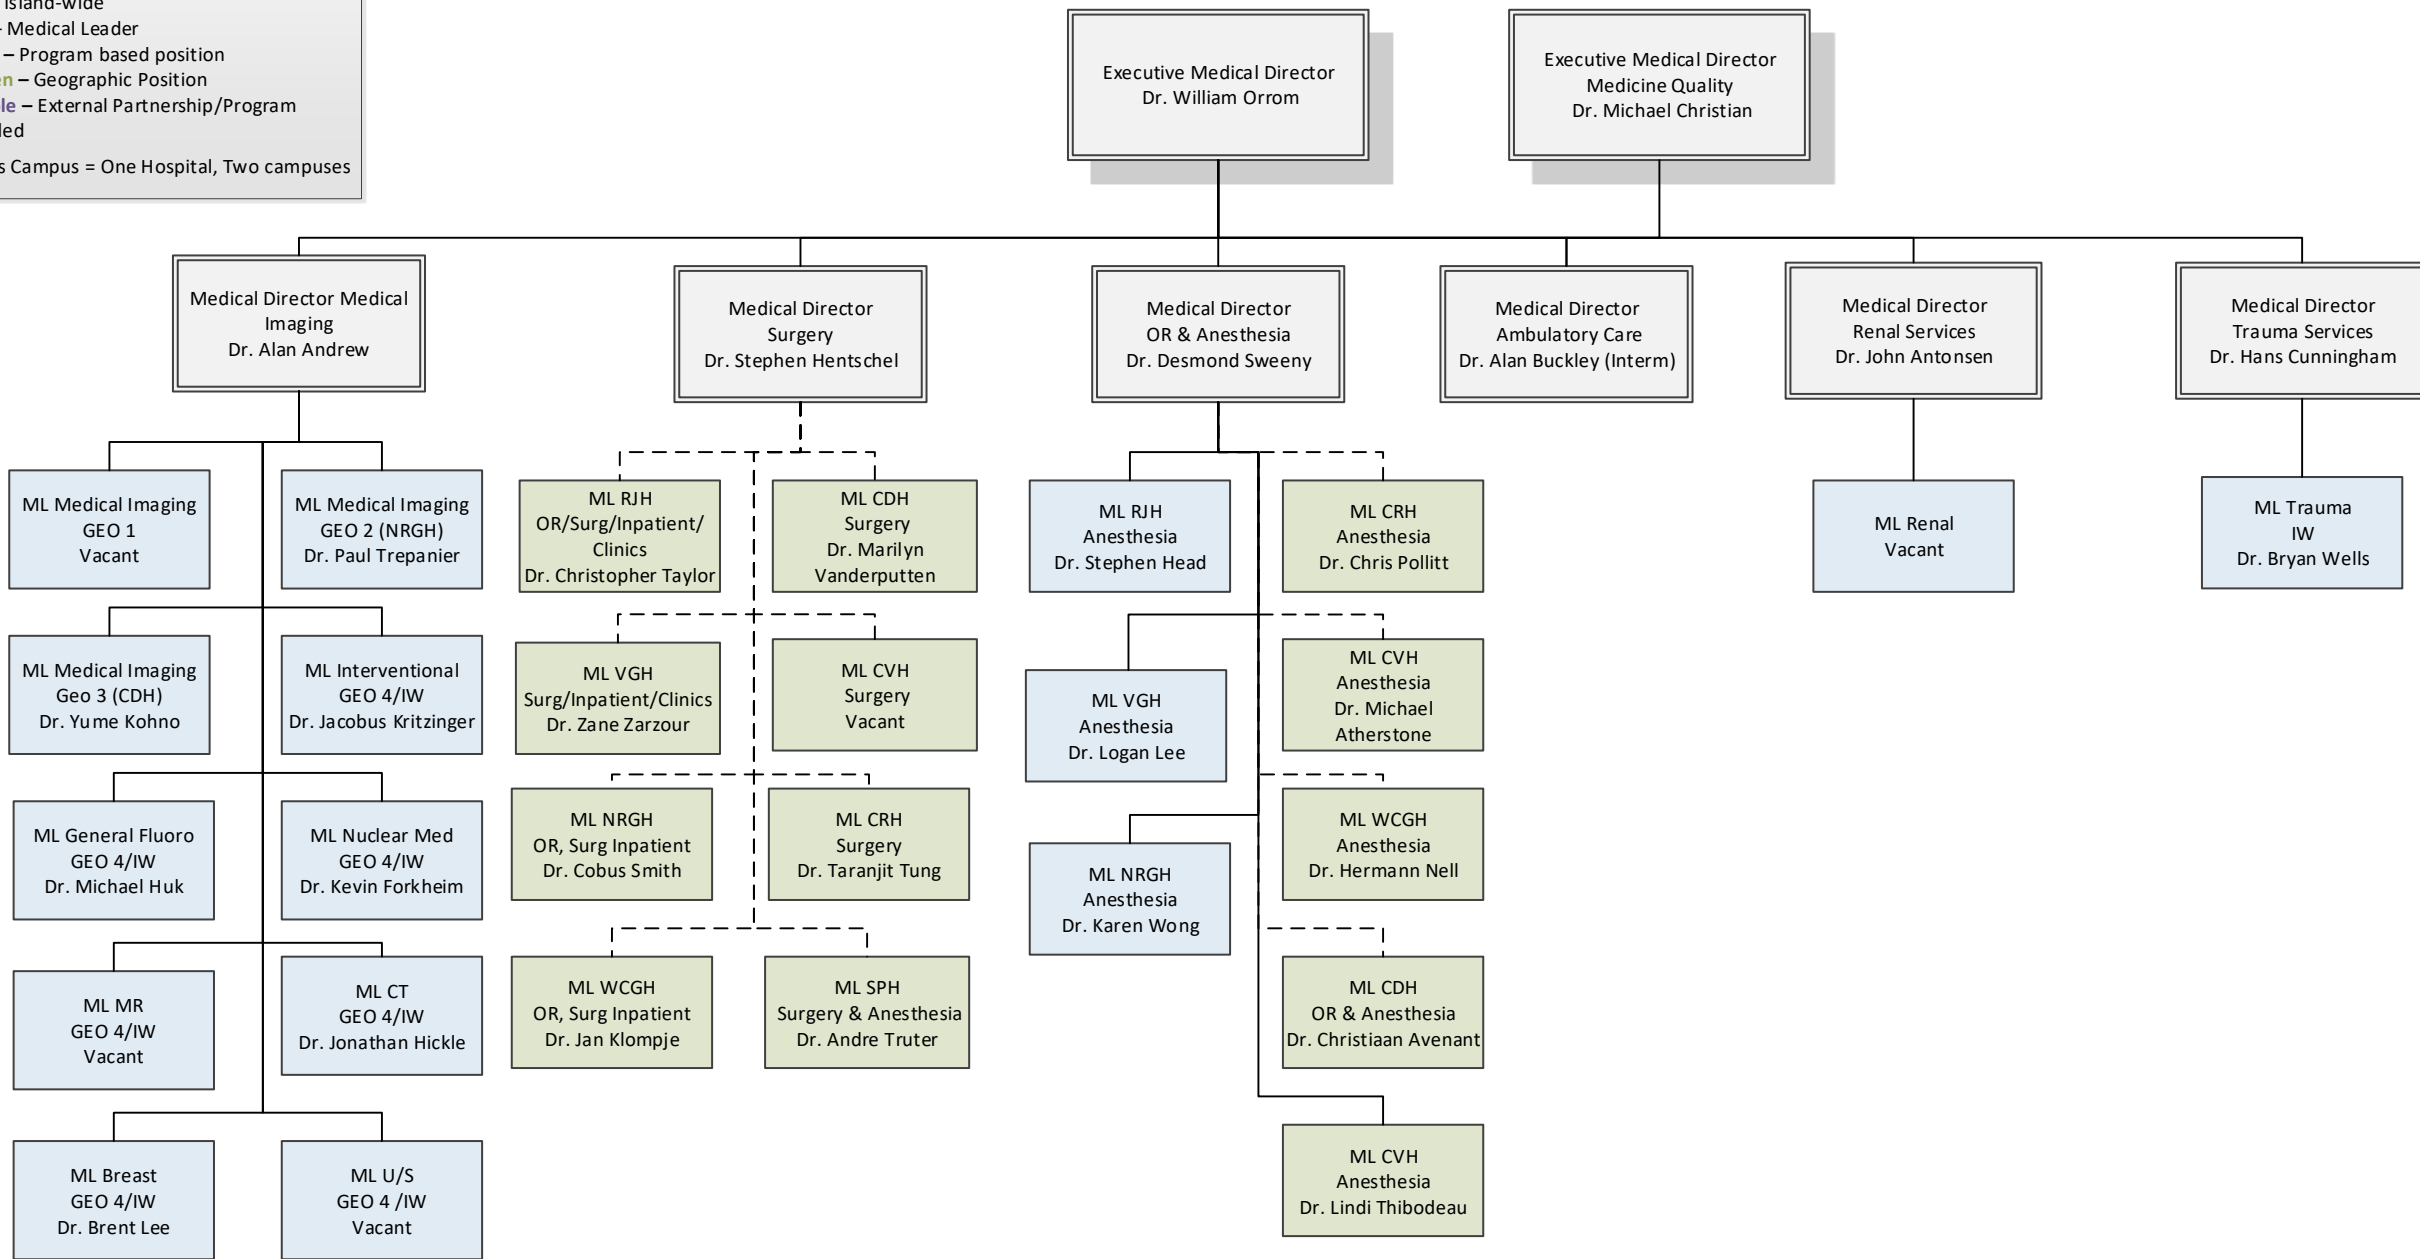 Island-wide
- Medical Leader
– Program based position
– Geographic Position
– External Partnership/Program
Campus = One Hospital, Two campuses
Executive Medical Director
Dr. William Orrom
Executive Medical Director
Medicine Quality
Dr. Michael Christian
Medical Director Medical
Imaging
Dr. Alan Andrew
Medical Director
Surgery
Dr. Stephen Hentschel
Medical Director
OR & Anesthesia
Dr. Desmond Sweeny
Medical Director
Ambulatory Care
Dr. Alan Buckley (Interm)
Medical Director
Renal Services
Dr. John Antonsen
Medical Director
Trauma Services
Dr. Hans Cunningham
ML Medical Imaging
GEO 1
Vacant
ML Medical Imaging
GEO 2 (NRGH)
Dr. Paul Trepanier
ML RJH
OR/Surg/Inpatient/
Clinics
Dr. Christopher Taylor
ML CDH
Surgery
Dr. Marilyn
Vanderputten
ML RJH
Anesthesia
Dr. Stephen Head
ML CRH
Anesthesia
Dr. Chris Pollitt
ML Renal
Vacant
ML Trauma
IW
Dr. Bryan Wells
ML Medical Imaging
Geo 3 (CDH)
Dr. Yume Kohno
ML Interventional
GEO 4/IW
Dr. Jacobus Kritzinger
ML VGH
Surg/Inpatient/Clinics
Dr. Zane Zarzour
ML CVH
Surgery
Vacant
ML VGH
Anesthesia
Dr. Logan Lee
ML CVH
Anesthesia
Dr. Michael
Atherstone
ML General Fluoro
GEO 4/IW
Dr. Michael Huk
ML Nuclear Med
GEO 4/IW
Dr. Kevin Forkheim
ML NRGH
OR, Surg Inpatient
Dr. Cobus Smith
ML CRH
Surgery
Dr. Taranjit Tung
ML NRGH
Anesthesia
Dr. Karen Wong
ML WCGH
Anesthesia
Dr. Hermann Nell
ML MR
GEO 4/IW
Vacant
ML CT
GEO 4/IW
Dr. Jonathan Hickle
ML WCGH
OR, Surg Inpatient
Dr. Jan Klompje
ML SPH
Surgery & Anesthesia
Dr. Andre Truter
ML CDH
OR & Anesthesia
Dr. Christiaan Avenant
ML Breast
GEO 4/IW
Dr. Brent Lee
ML U/S
GEO 4 /IW
Vacant
ML CVH
Anesthesia
Dr. Lindi Thibodeau